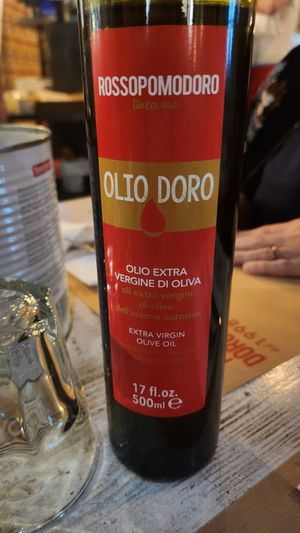 ROSSOPOMODORO
linea oro
OLIO DORO
OLIO EXTRA
VERGINE DI OLIVA
oli extra vergini
di oliva
dell'unione europea
EXTRA VIRGIN
OLIVE OIL
17 fl.oz.
500ml e